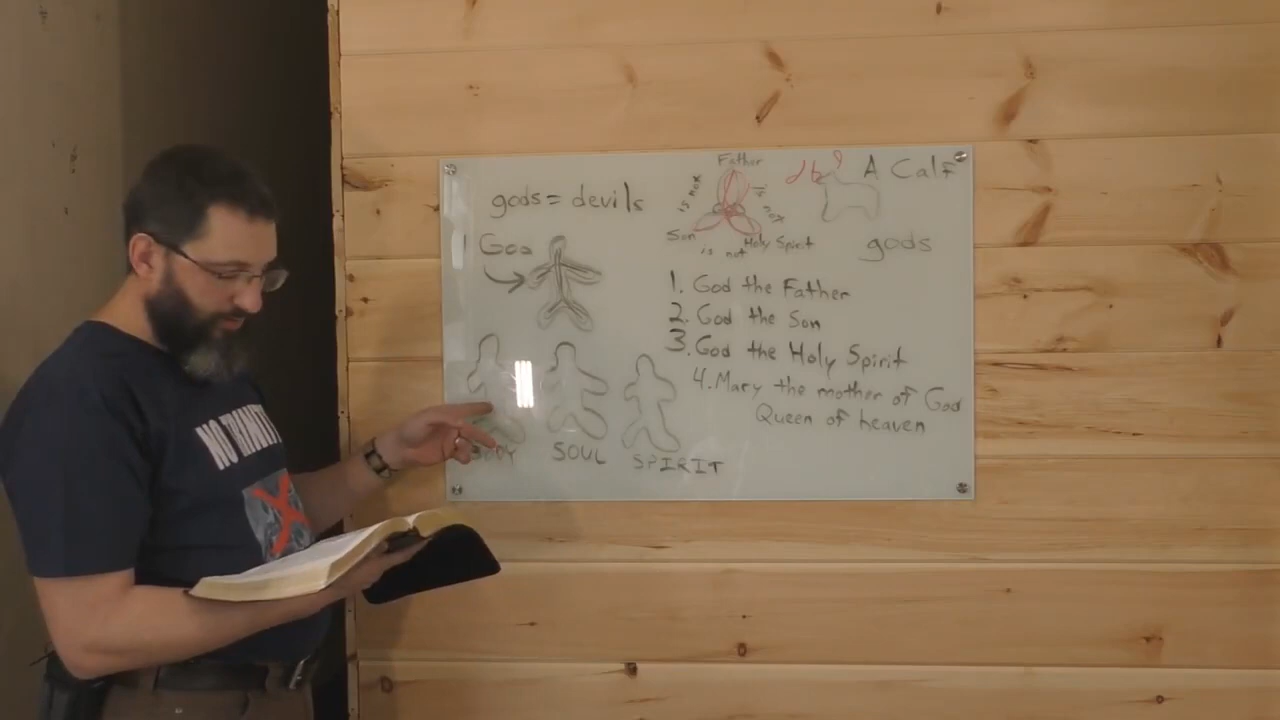 gods = devils
God
BODY
SOUL
SPIRIT
Father
is not
is not
Son
is not
Holy Spirit
A Calf
gods
1. God the Father
2. God the Son
3. God the Holy Spirit
4. Mary the mother of God
Queen of heaven
NO